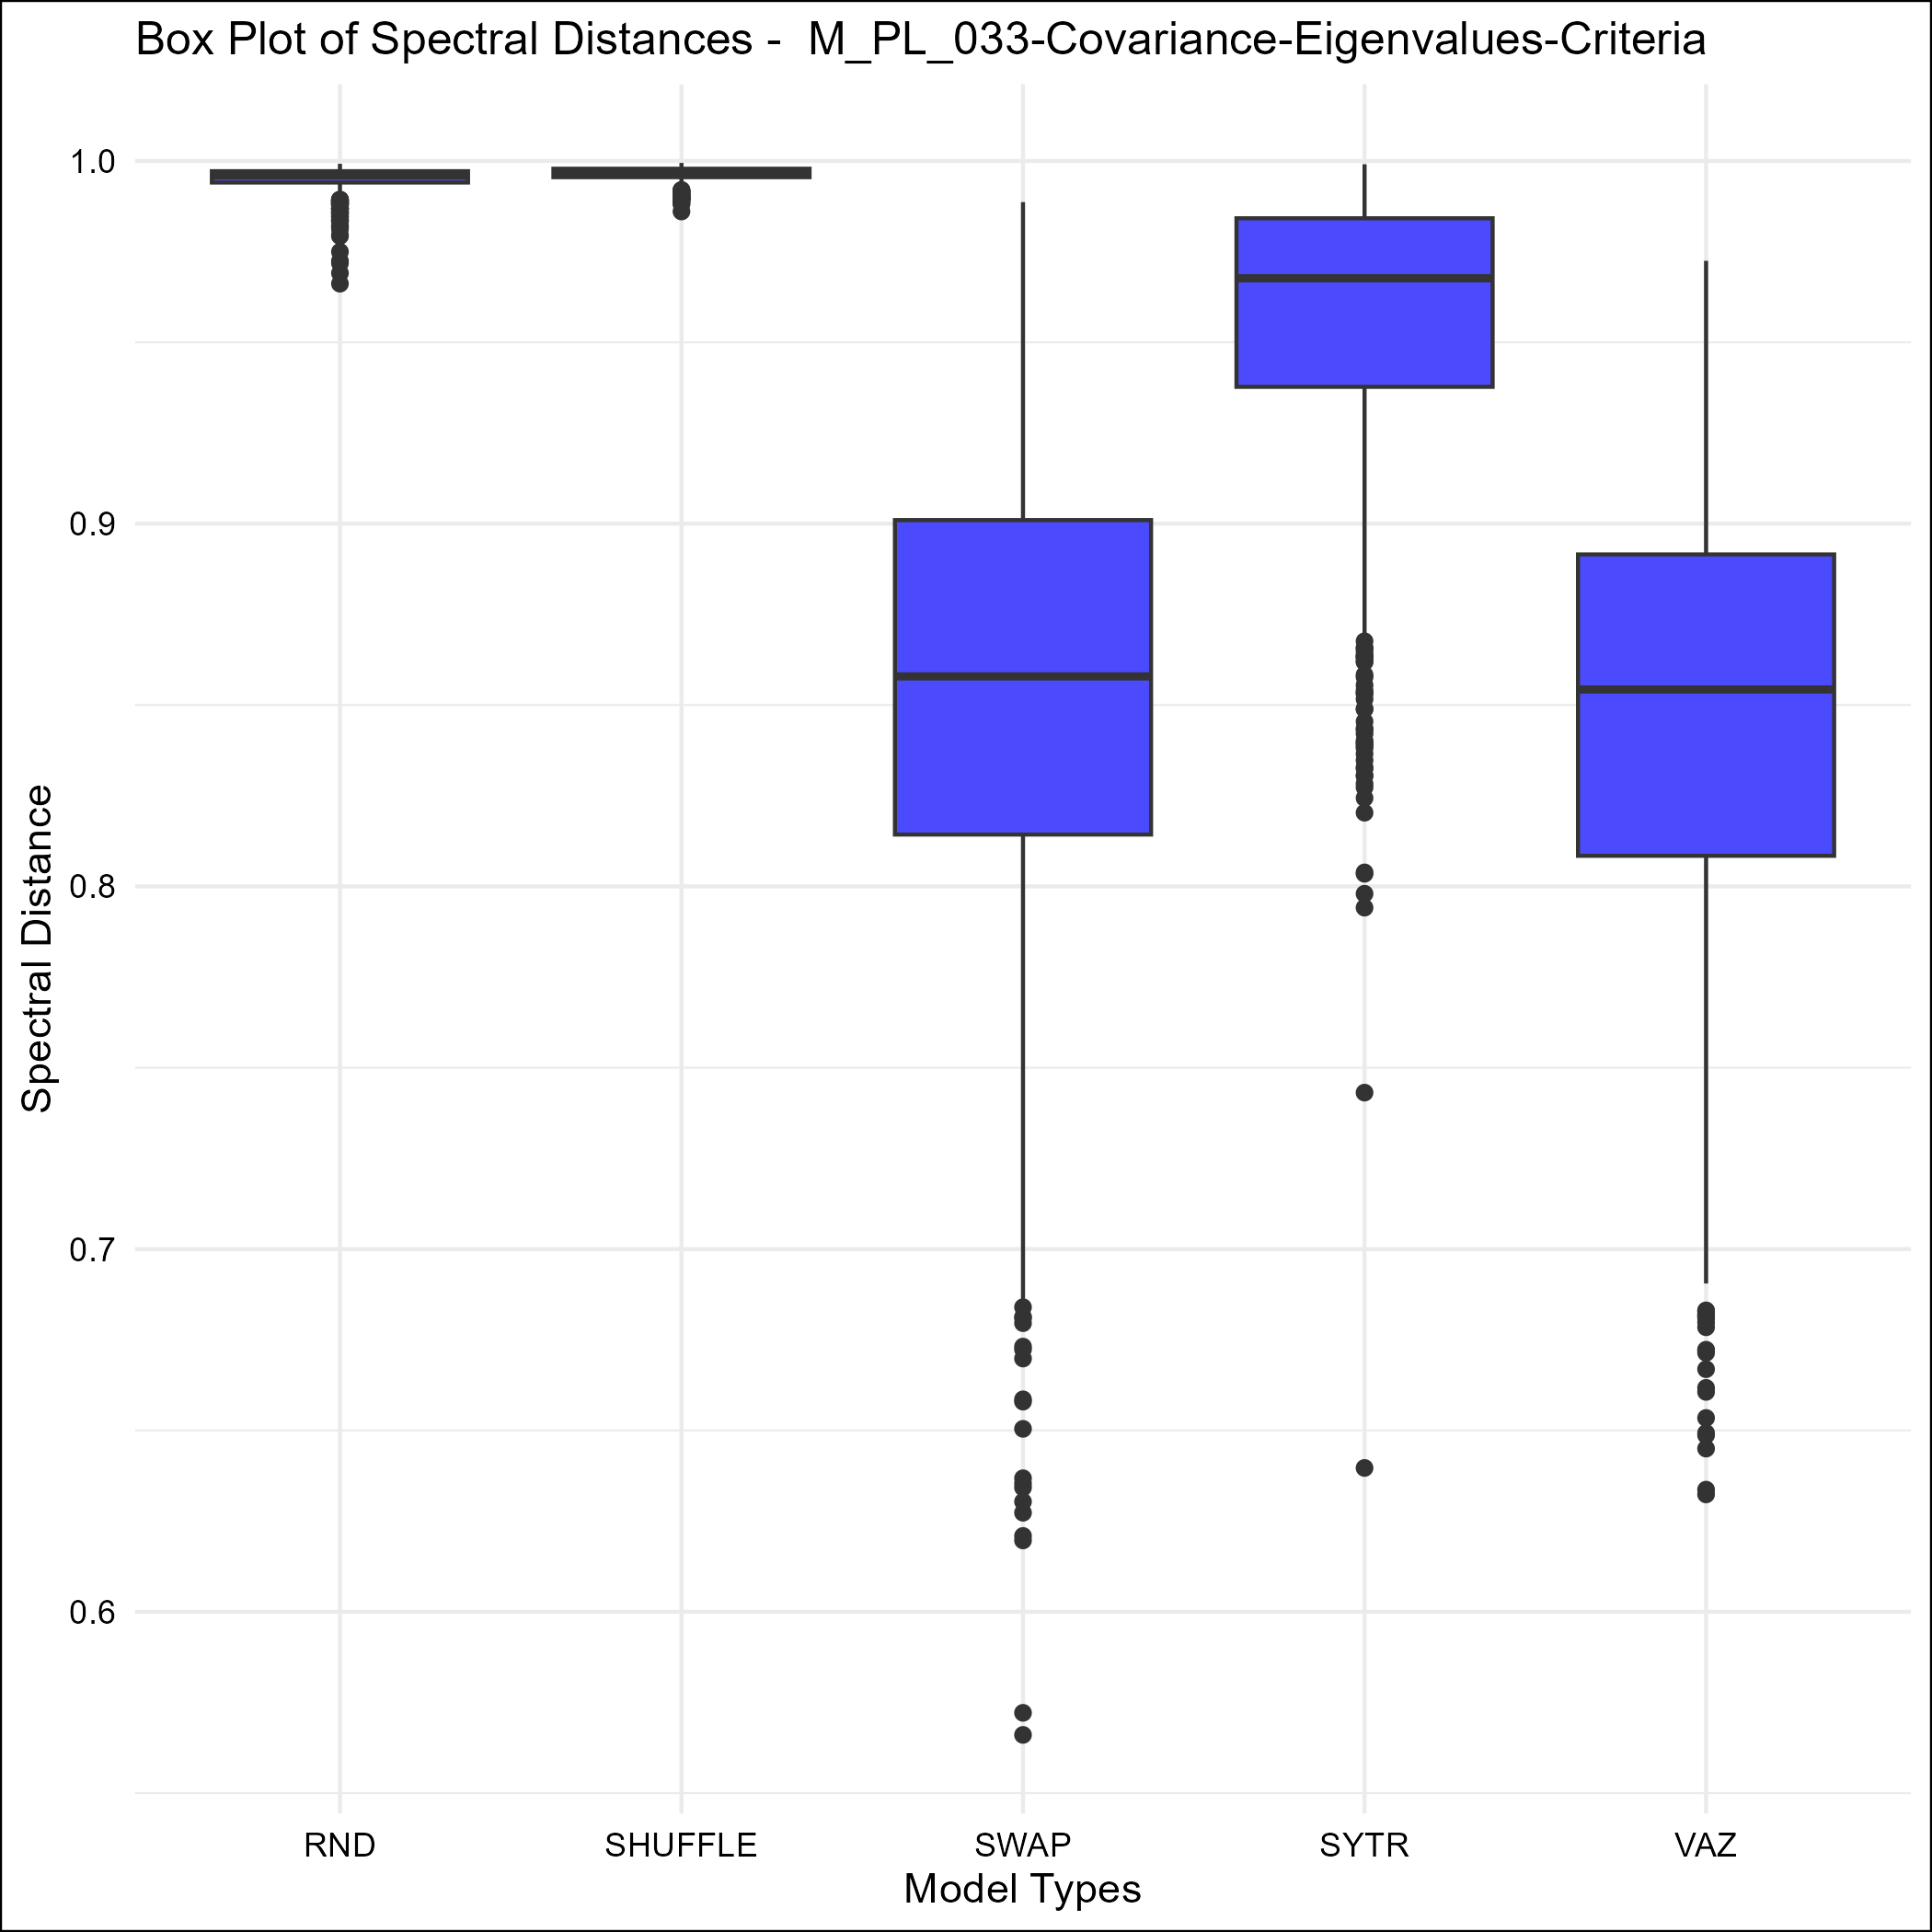 Box Plot of Spectral Distances -  M_PL_033-Covariance-Eigenvalues-Criteria
1.0
0.9
0.8
0.7
0.6
Spectral Distance
RND SHUFFLE SWAP SYTR VAZ
Model Types